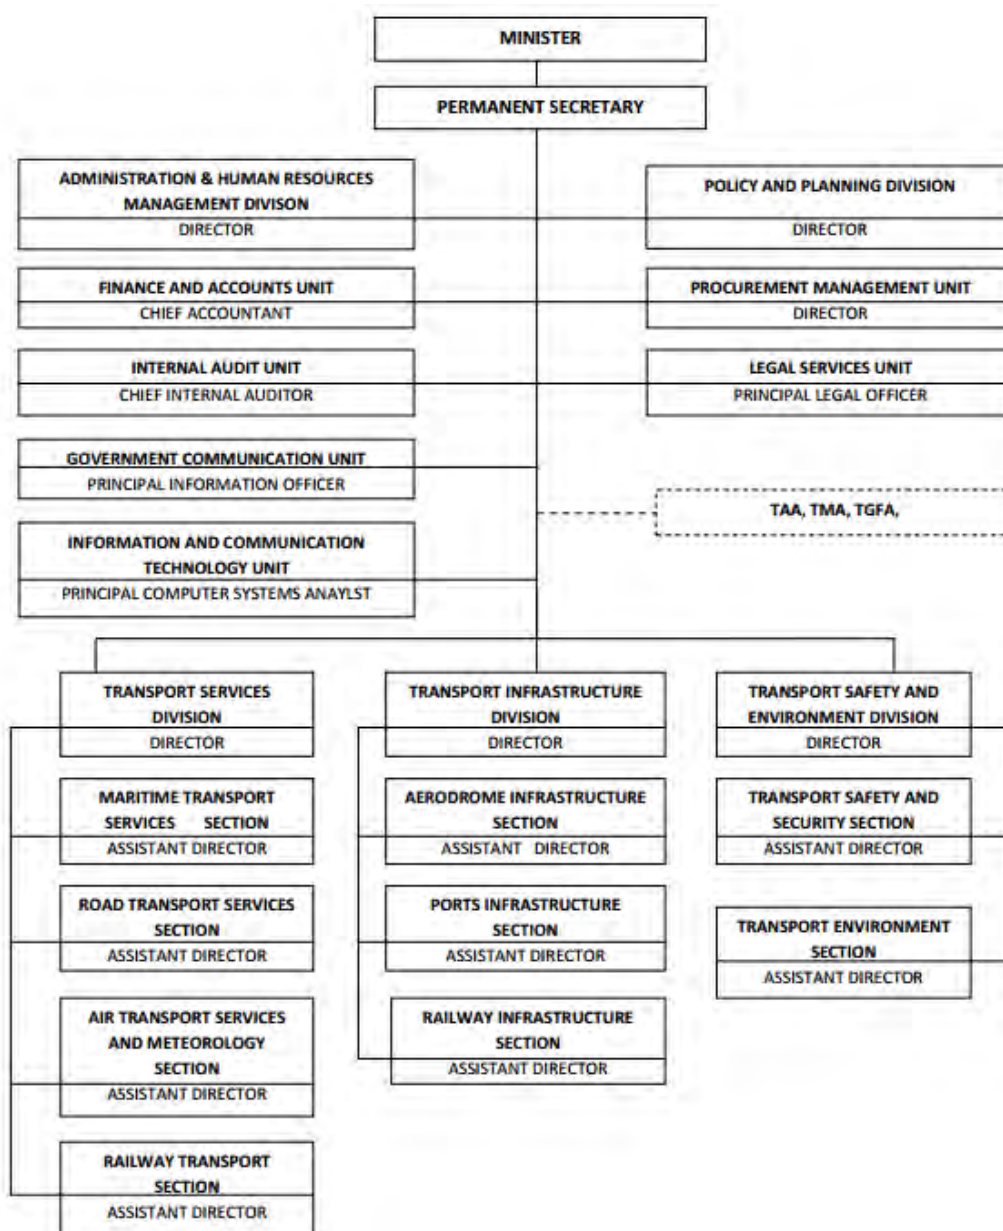 MINISTER
PERMANENT SECRETARY
ADMINISTRATION & HUMAN RESOURCES
MANAGEMENT DIVISON
DIRECTOR
POLICY AND PLANNING DIVISION
DIRECTOR
FINANCE AND ACCOUNTS UNIT
CHIEF ACCOUNTANT
PROCUREMENT MANAGEMENT UNIT
DIRECTOR
INTERNAL AUDIT UNIT
CHIEF INTERNAL AUDITOR
LEGAL SERVICES UNIT
PRINCIPAL LEGAL OFFICER
GOVERNMENT COMMUNICATION UNIT
PRINCIPAL INFORMATION OFFICER
TAA, TMA, TGFA,
INFORMATION AND COMMUNICATION
TECHNOLOGY UNIT
PRINCIPAL COMPUTER SYSTEMS ANAYLST
TRANSPORT SERVICES
DIVISION
DIRECTOR
MARITIME TRANSPORT
SERVICES SECTION
ASSISTANT DIRECTOR
ROAD TRANSPORT SERVICES
SECTION
ASSISTANT DIRECTOR
AIR TRANSPORT SERVICES
AND METEOROLOGY
SECTION
ASSISTANT DIRECTOR
RAILWAY TRANSPORT
SECTION
ASSISTANT DIRECTOR
TRANSPORT INFRASTRUCTURE
DIVISION
DIRECTOR
AERODROME INFRASTRUCTURE
SECTION
ASSISTANT DIRECTOR
PORTS INFRASTRUCTURE
SECTION
ASSISTANT DIRECTOR
RAILWAY INFRASTRUCTURE
SECTION
ASSISTANT DIRECTOR
TRANSPORT SAFETY AND
ENVIRONMENT DIVISION
DIRECTOR
TRANSPORT SAFETY AND
SECURITY SECTION
ASSISTANT DIRECTOR
TRANSPORT ENVIRONMENT
SECTION
ASSISTANT DIRECTOR